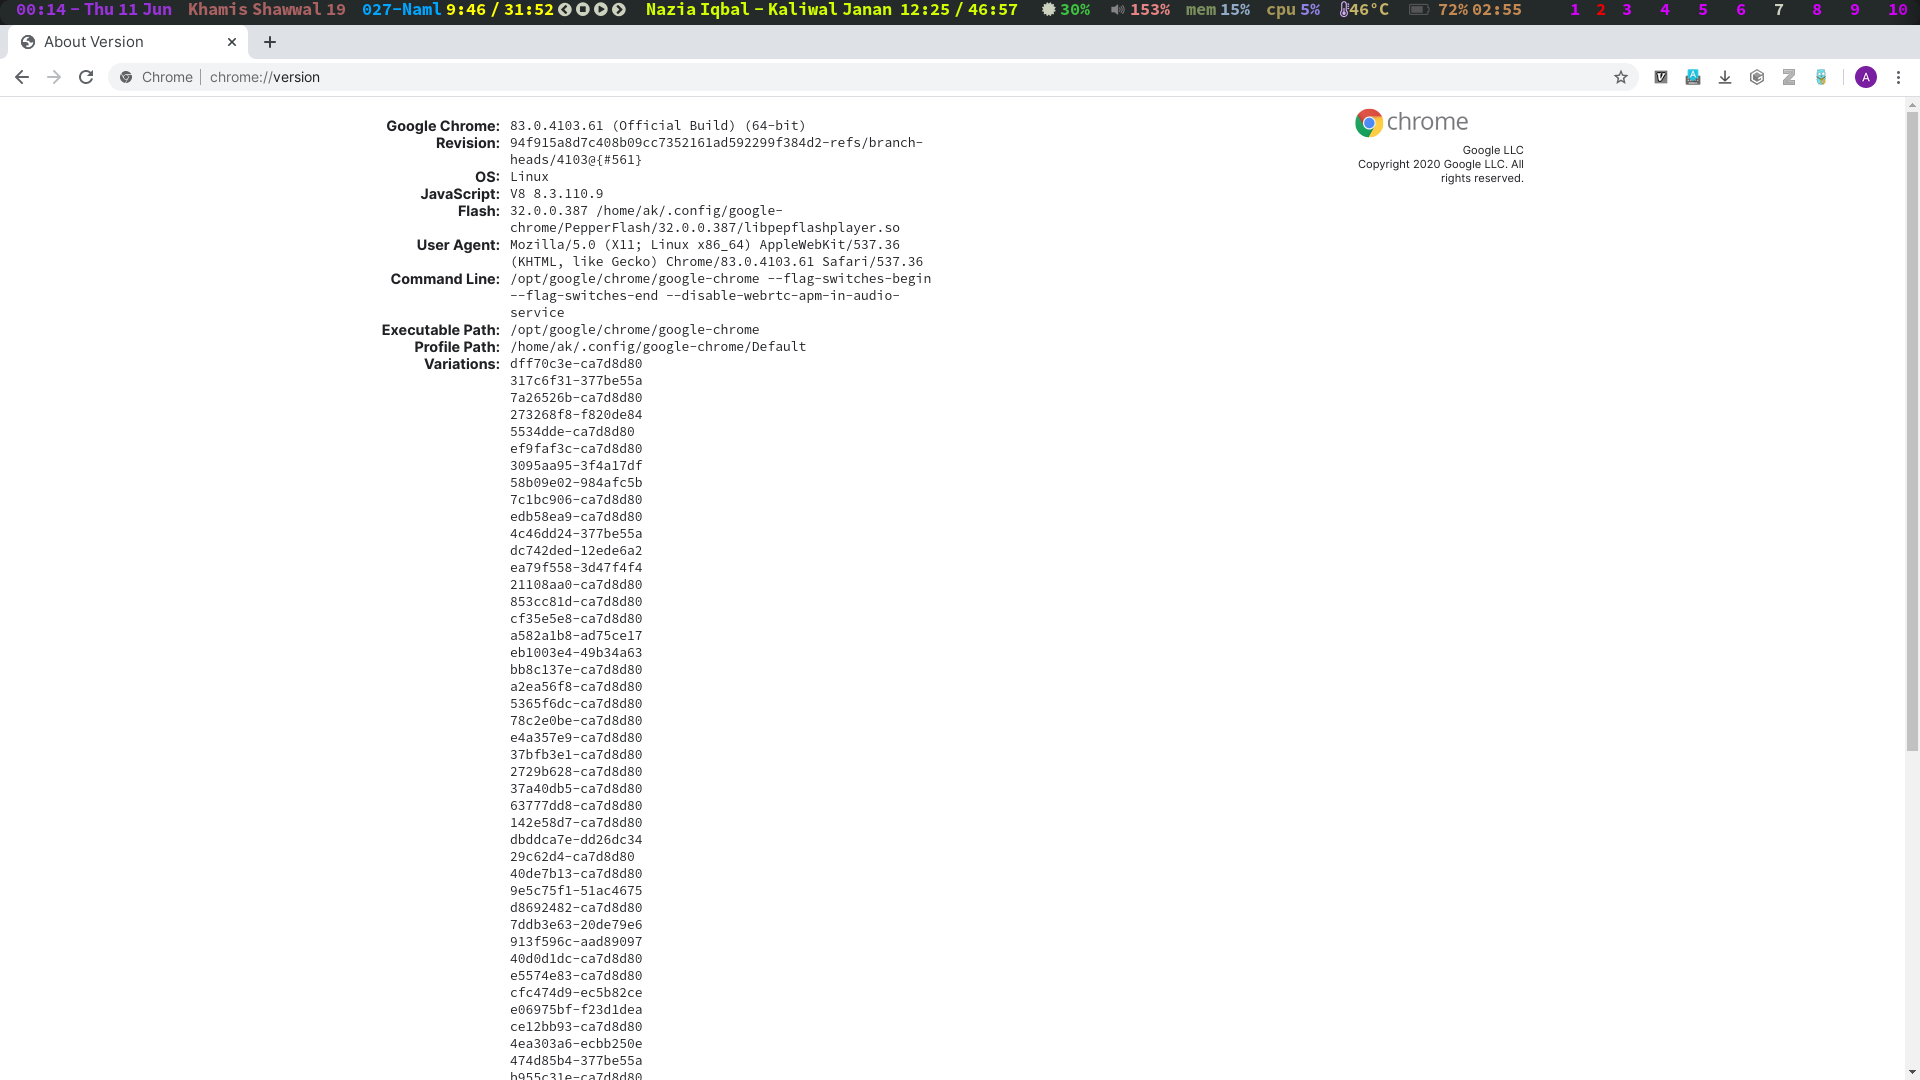 00:14 - Thu 11 Jun Khamis Shawwal 19 027-Naml 9:46 / 31:52 Nazia Iqbal - Kaliwal Janan 12:25 / 46:57 30% 153% mem 15% cpu 5% 46°C 72% 02:55 1 2 3 4 5 6 7 8 9 10
About Version
Chrome | chrome://version A
Google Chrome: 83.0.4103.61 (Official Build) (64-bit)
Revision: 94f915a8d7c408b09cc7352161ad592299f384d2-refs/branch-
heads/4103@{#561}
OS: Linux
JavaScript: V8 8.3.110.9
Flash: 32.0.0.387 /home/ak/.config/google-
chrome/PepperFlash/32.0.0.387/libpepflashplayer.so
User Agent: Mozilla/5.0 (X11; Linux x86_64) AppleWebKit/537.36
(KHTML, like Gecko) Chrome/83.0.4103.61 Safari/537.36
Command Line: /opt/google/chrome/google-chrome --flag-switches-begin
--flag-switches-end --disable-webrtc-apm-in-audio-
service
Executable Path: /opt/google/chrome/google-chrome
Profile Path: /home/ak/.config/google-chrome/Default
Variations: dff70c3e-ca7d8d80
317c6f31-377be55a
7a26526b-ca7d8d80
273268f8-f820de84
5534dde-ca7d8d80
ef9faf3c-ca7d8d80
3095aa95-3f4a17df
58b09e02-984afc5b
7c1bc906-ca7d8d80
edb58ea9-ca7d8d80
4c46dd24-377be55a
dc742ded-12ede6a2
ea79f558-3d47f4f4
21108aa0-ca7d8d80
853cc81d-ca7d8d80
cf35e5e8-ca7d8d80
a582a1b8-ad75ce17
eb1003e4-49b34a63
bb8c137e-ca7d8d80
a2ea56f8-ca7d8d80
5365f6dc-ca7d8d80
78c2e0be-ca7d8d80
e4a357e9-ca7d8d80
37bfb3e1-ca7d8d80
2729b628-ca7d8d80
37a40db5-ca7d8d80
63777dd8-ca7d8d80
142e58d7-ca7d8d80
dbddca7e-dd26dc34
29c62d4-ca7d8d80
40de7b13-ca7d8d80
9e5c75f1-51ac4675
d8692482-ca7d8d80
7ddb3e63-20de79e6
913f596c-aad89097
40d0d1dc-ca7d8d80
e5574e83-ca7d8d80
cfc474d9-ec5b82ce
e06975bf-f23d1dea
ce12bb93-ca7d8d80
4ea303a6-ecbb250e
474d85b4-377be55a
b955c31e-ca7d8d80
chrome
Google LLC
Copyright 2020 Google LLC. All
rights reserved.